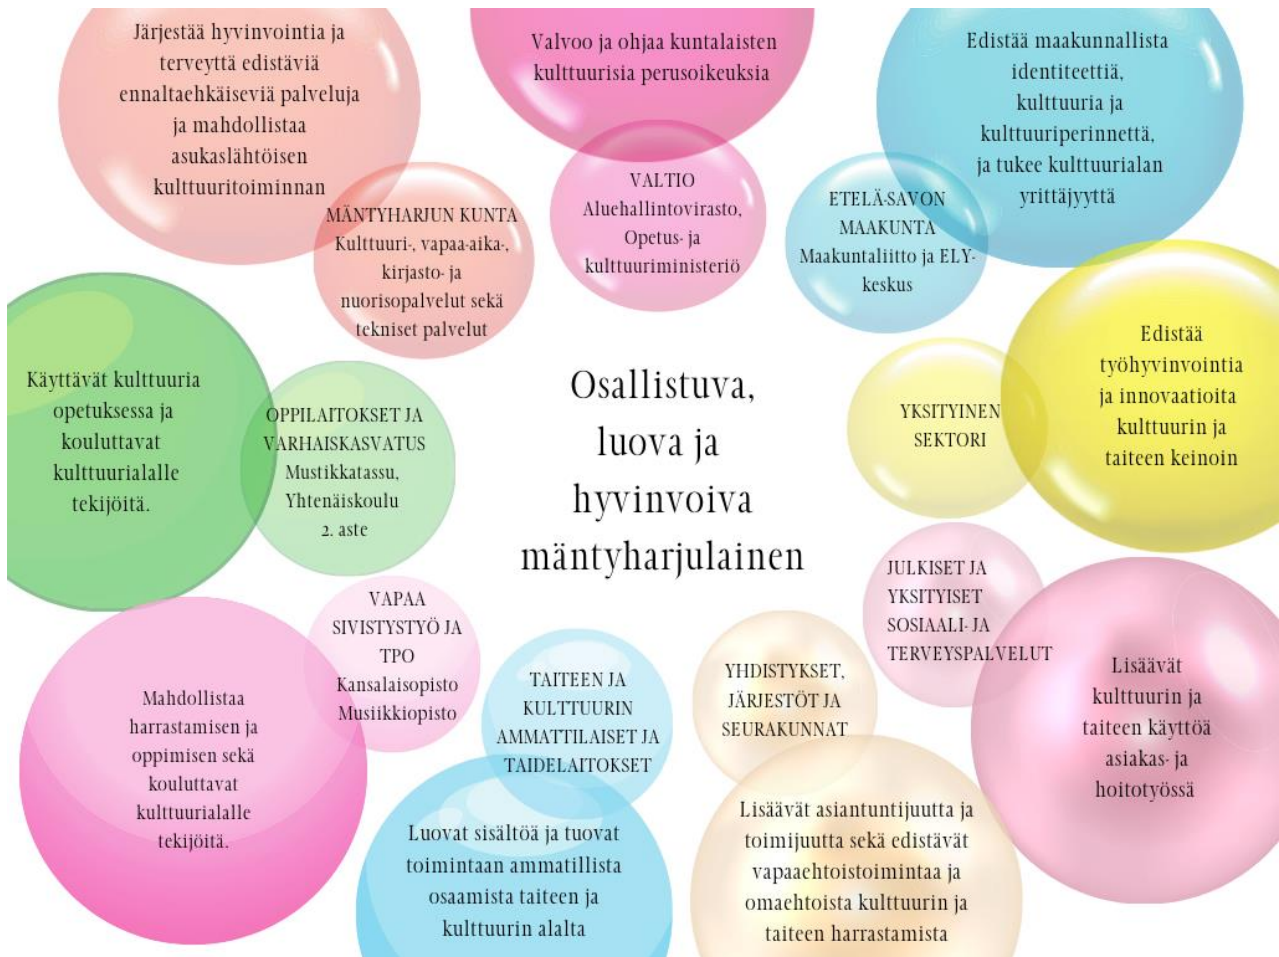 Järjestää hyvinvointia ja
terveyttä edistäviä
ennaltaehkäiseviä palveluja
ja mahdollistaa
asukaslähtöisen
kulttuuritoiminnan
MÄNTYHARJUN KUNTA
Kulttuuri-, vapaa-aika-,
kirjasto- ja
nuorisopalvelut sekä
tekniset palvelut
Valvoo ja ohjaa kuntalaisten
kulttuurisia perusoikeuksia
VALTIO
Aluehallintovirasto,
Opetus- ja
kulttuuriministeriö
Edistää maakunnallista
identiteettiä,
kulttuuria ja
kulttuuriperinnettä,
ja tukee kulttuurialan
yrittäjyyttä
ETELÄ-SAVON
MAAKUNTA
Maakuntaliitto ja ELY-
keskus
Käyttävät kulttuuria
opetuksessa ja
kouluttavat
kulttuurialalle
tekijöitä.
OPPILAITOKSET JA
VARHAISKASVATUS
Mustikkatassu,
Yhtenäiskoulu
2. aste
Osallistuva,
luova ja
hyvinvoiva
mäntyharjulainen
YKSITYINEN
SEKTORI
Edistää
työhyvinvointia
ja innovaatioita
kulttuurin ja
taiteen keinoin
JULKISET JA
YKSITYISET
SOSIAALI- JA
TERVEYSPALVELUT
Lisäävät
kulttuurin ja
taiteen käyttöä
asiakas- ja
hoitotyössä
VAPAA
SIVISTYSTYÖ JA
TPO
Kansalaisopisto
Musiikkiopisto
Mahdollistaa
harrastamisen ja
oppimisen sekä
kouluttavat
kulttuurialalle
tekijöitä.
TAITEEN JA
KULTTUURIN
AMMATTILAISET JA
TAIDELAITOKSET
Luovat sisältöä ja tuovat
toimintaan ammatillista
osaamista taiteen ja
kulttuurin alalta
YHDISTYKSET,
JÄRJESTÖT JA
SEURAKUNNAT
Lisäävät asiantuntijuutta ja
toimijuutta sekä edistävät
vapaaehtoistoimintaa ja
omaehtoista kulttuurin ja
taiteen harrastamista